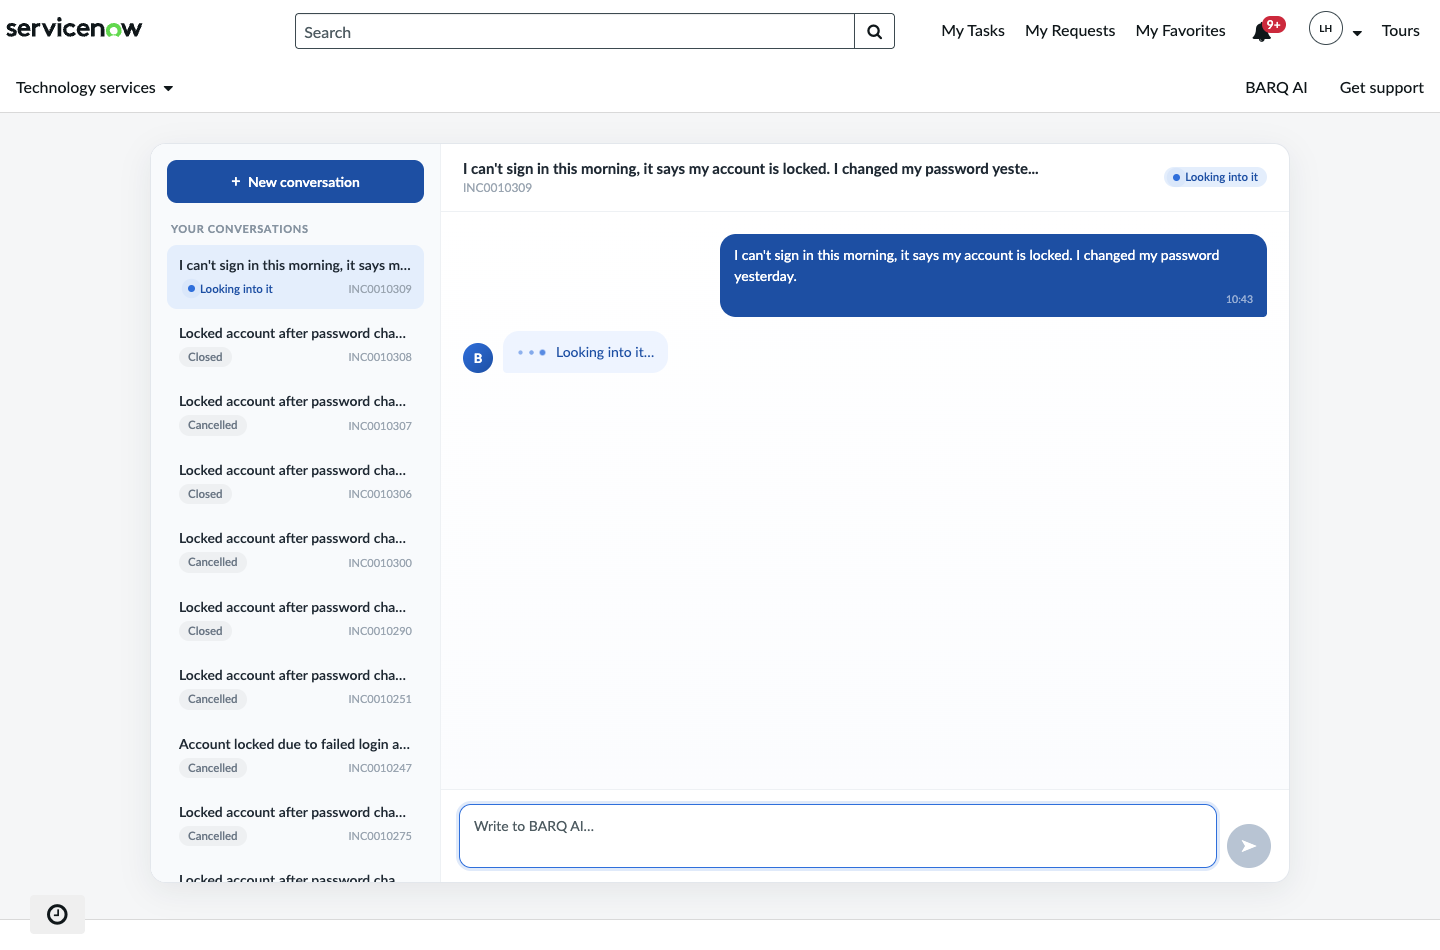 servicenow
Search
My Tasks
My Requests
My Favorites
9+
LH
Tours
Technology services
BARQ AI
Get support
+ New conversation
YOUR CONVERSATIONS
I can't sign in this morning, it says m...
Looking into it
INC0010309
Locked account after password cha...
Closed
INC0010308
Locked account after password cha...
Cancelled
INC0010307
Locked account after password cha...
Closed
INC0010306
Locked account after password cha...
Cancelled
INC0010300
Locked account after password cha...
Closed
INC0010290
Locked account after password cha...
Cancelled
INC0010251
Account locked due to failed login a...
Cancelled
INC0010247
Locked account after password cha...
Cancelled
INC0010275
Locked account after password cha...
I can't sign in this morning, it says my account is locked. I changed my password yeste...
INC0010309
Looking into it
I can't sign in this morning, it says my account is locked. I changed my password
yesterday.
10:43
B
Looking into it...
Write to BARQ AI...